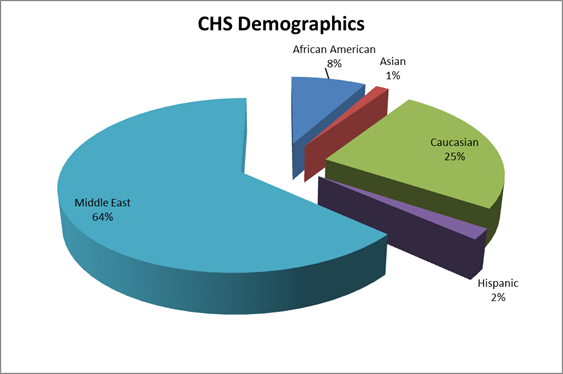 CHS Demographics
African American
8%
Asian
1%
Caucasian
25%
Hispanic
2%
Middle East
64%